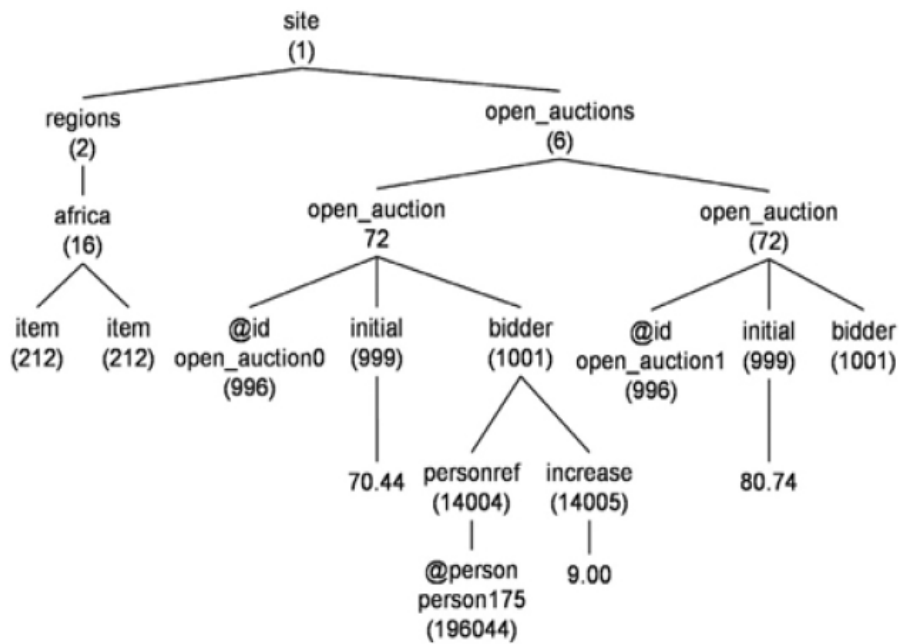 site
(1)
regions
(2)
open_auctions
(6)
africa
(16)
open_auction
72
open_auction
(72)
item
(212)
item
(212)
@id
open_auction0
(996)
initial
(999)
bidder
(1001)
@id
open_auction1
(996)
initial
(999)
bidder
(1001)
70.44
personref
(14004)
increase
(14005)
80.74
@person
person175
(196044)
9.00